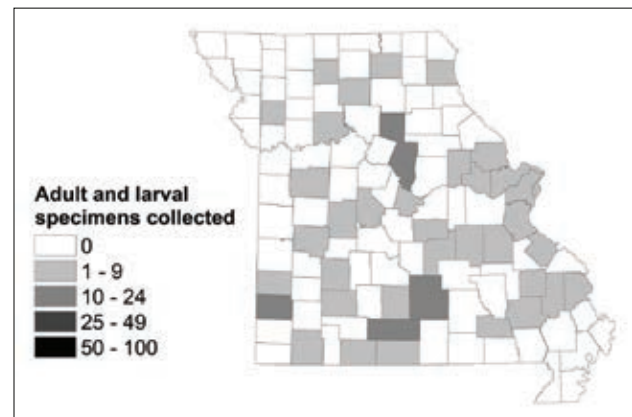 Adult and larval
specimens collected
0
1 - 9
10 - 24
25 - 49
50 - 100